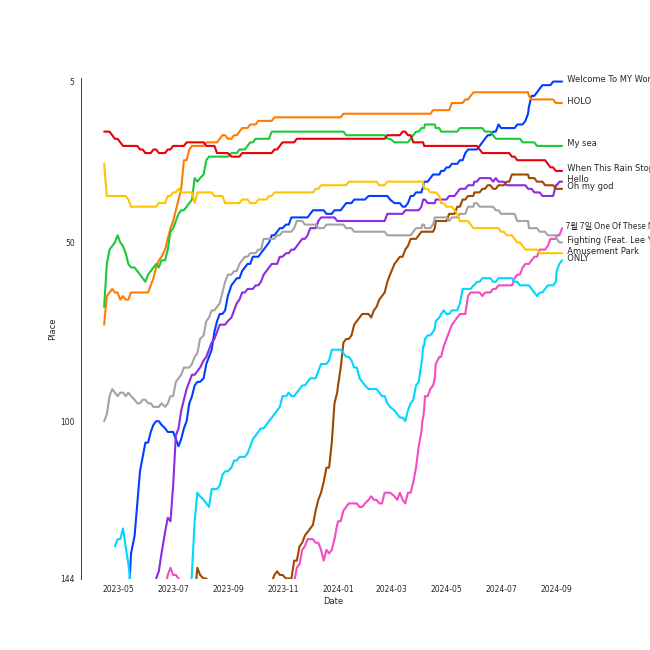 5
50
100
144
Place
2023-05
2023-07
2023-09
2023-11
2024-01
2024-03
2024-05
2024-07
2024-09
Date
Welcome To MY Wor
HOLO
My sea
When This Rain Stop
Hello
Oh my god
7월 7일 One Of These N
Fighting (Feat. Lee Y
Amusement Park
ONLY